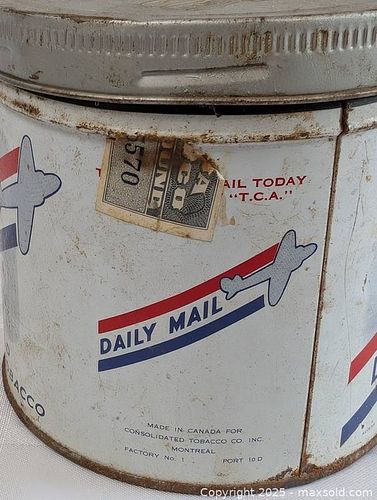 570
AIL TODAY
"T.C.A."
DAILY MAIL
BACCO
MADE IN CANADA FOR
CONSOLIDATED TOBACCO CO. INC.
MONTREAL
FACTORY No. 1 PORT 10 D
Copyright © 2025 - maxsold.com